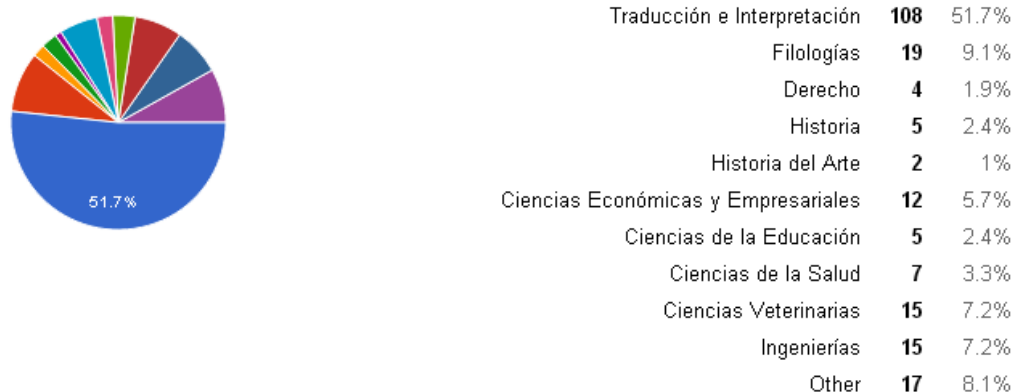 Traducción e Interpretación 108 51.7%
Filologías 19 9.1%
Derecho 4 1.9%
Historia 5 2.4%
Historia del Arte 2 1%
51.7%
Ciencias Económicas y Empresariales 12 5.7%
Ciencias de la Educación 5 2.4%
Ciencias de la Salud 7 3.3%
Ciencias Veterinarias 15 7.2%
Ingenierías 15 7.2%
Other 17 8.1%